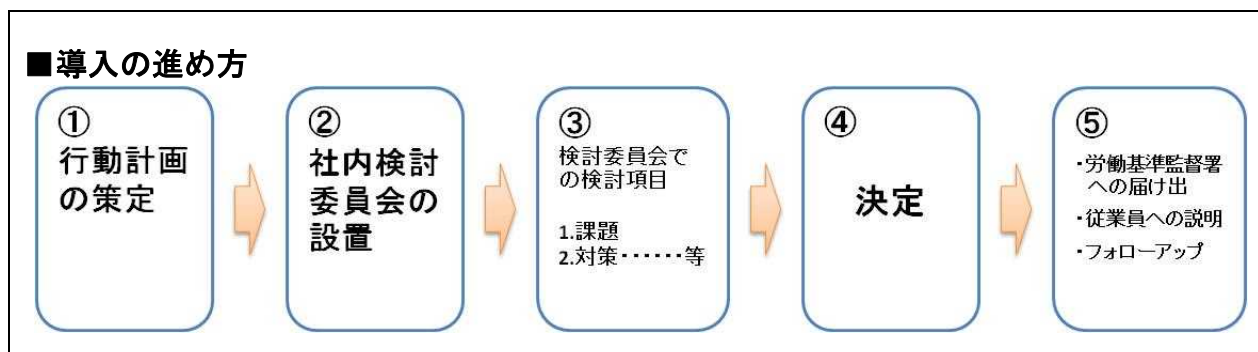 ■導入の進め方
①
行動計画
の策定
②
社内検討
委員会の
設置
③
検討委員会で
の検討項目
1.課題
2.対策・・・・・・等
④
決定
⑤
・労働基準監督署
への届け出
・従業員への説明
・フォローアップ